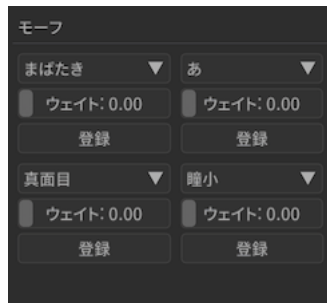 モーフ
まばたき ▼ あ ▼
ウェイト: 0.00 ウェイト: 0.00
登録 登録
真面目 ▼ 瞳小 ▼
ウェイト: 0.00 ウェイト: 0.00
登録 登録